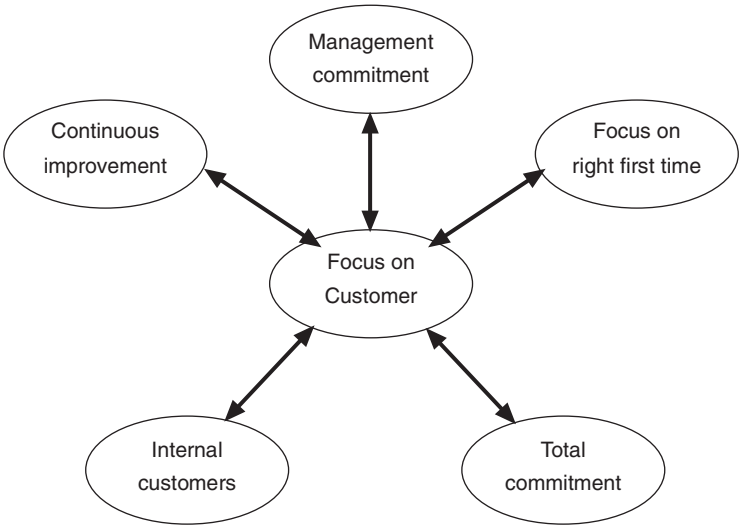 Management
commitment
Continuous
improvement
Focus on
right first time
Focus on
Customer
Internal
customers
Total
commitment